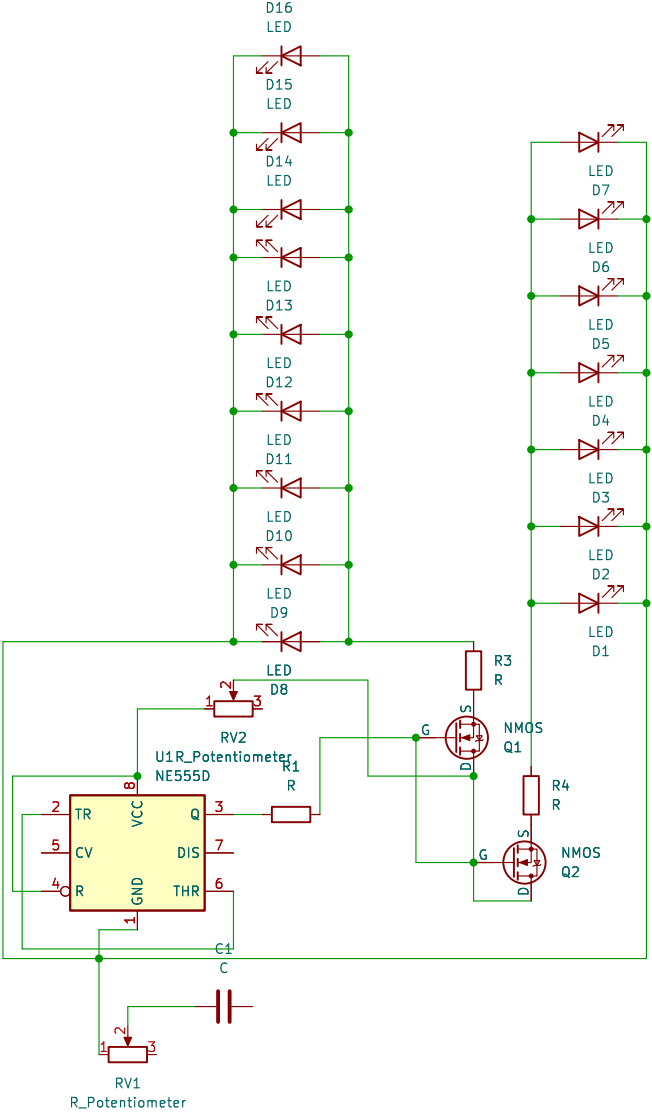 D16
LED
D15
LED
D14
LED
LED
D13
LED
D12
LED
D11
LED
D10
LED
D9
LED
D8
LED
D7
LED
D6
LED
D5
LED
D4
LED
D3
LED
D2
LED
D1
R3
R
S
G
D
NMOS
Q1
R4
R
S
G
D
NMOS
Q2
1
2
3
RV2
R_Potentiometer
U1
NE555D
R1
R
8
VCC
2
TR
Q
3
5
CV
DIS
7
4
R
THR
6
GND
1
C1
C
1
2
3
RV1
R_Potentiometer